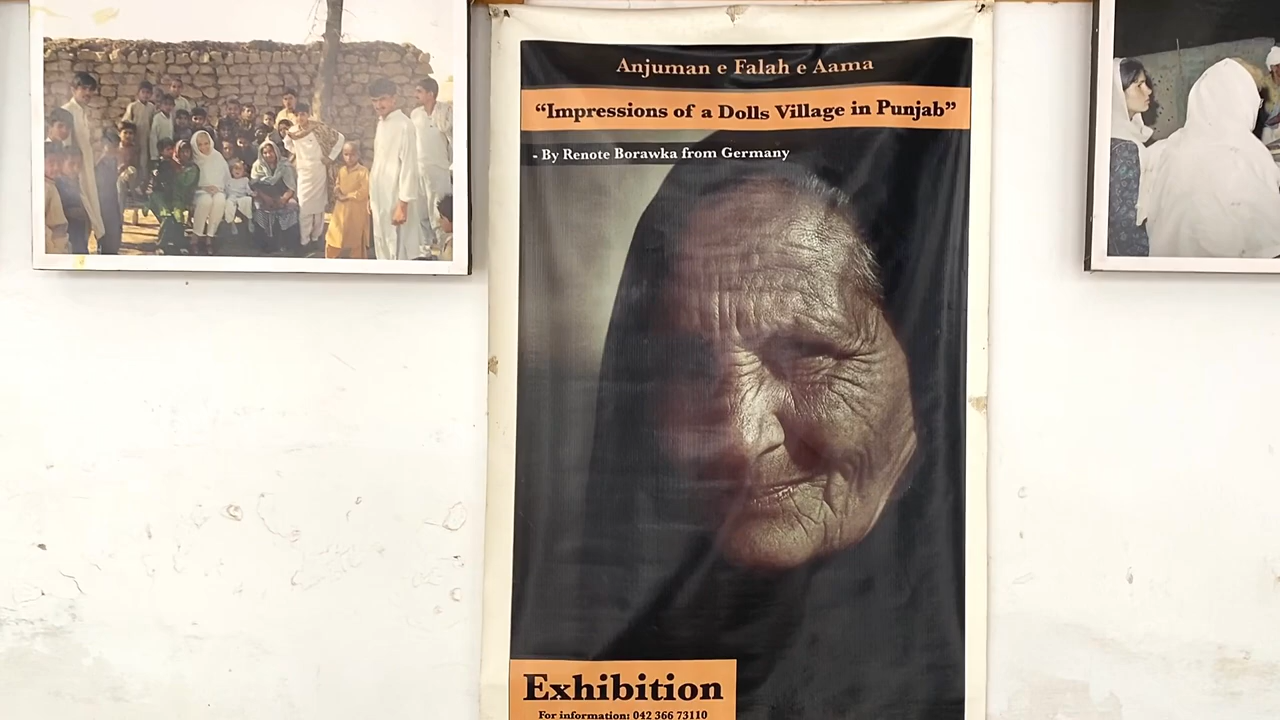 Anjuman e Falah e Aama
“Impressions of a Dolls Village in Punjab”
- By Renote Borawka from Germany
Exhibition
For information: 042 366 73110